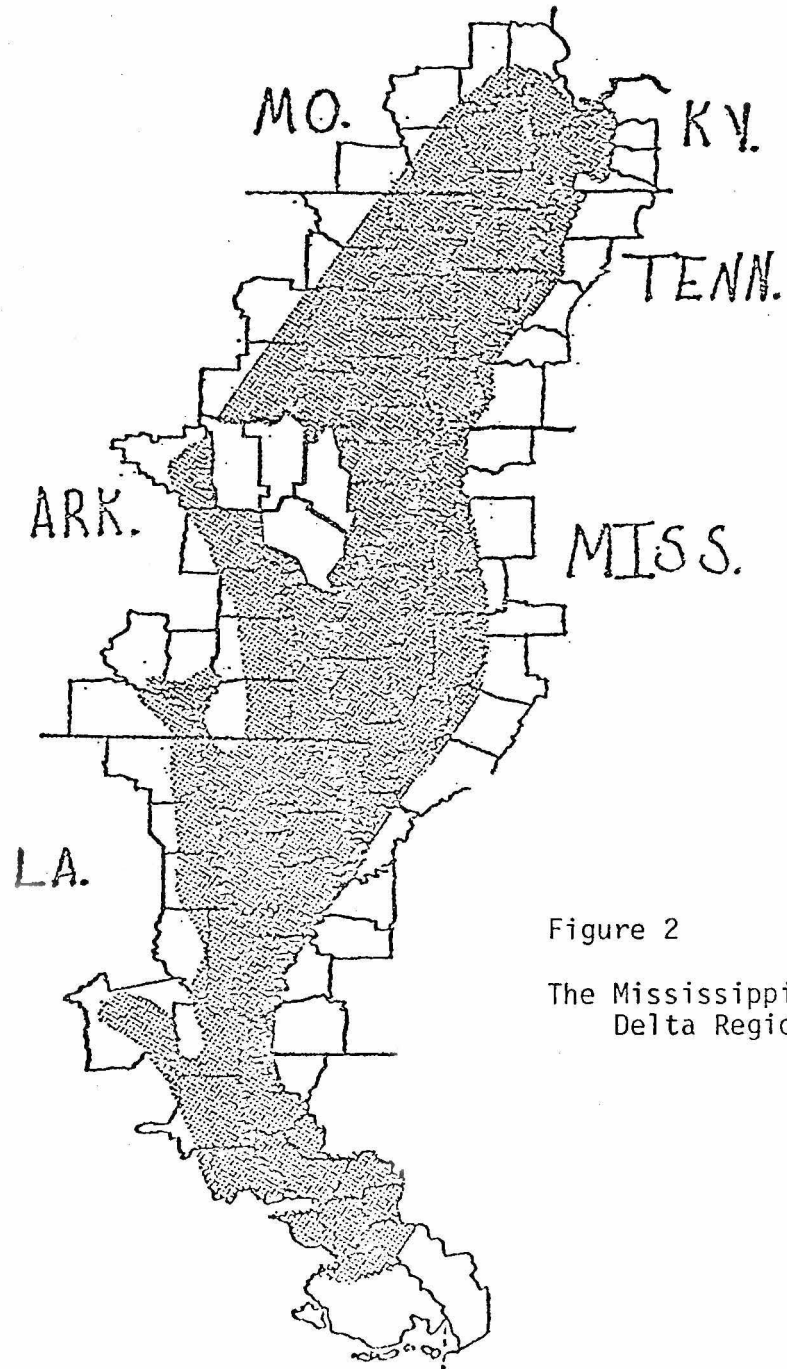 MO.
KY.
TENN.
ARK.
MISS.
LA.
Figure 2
The Mississippi
Delta Regio